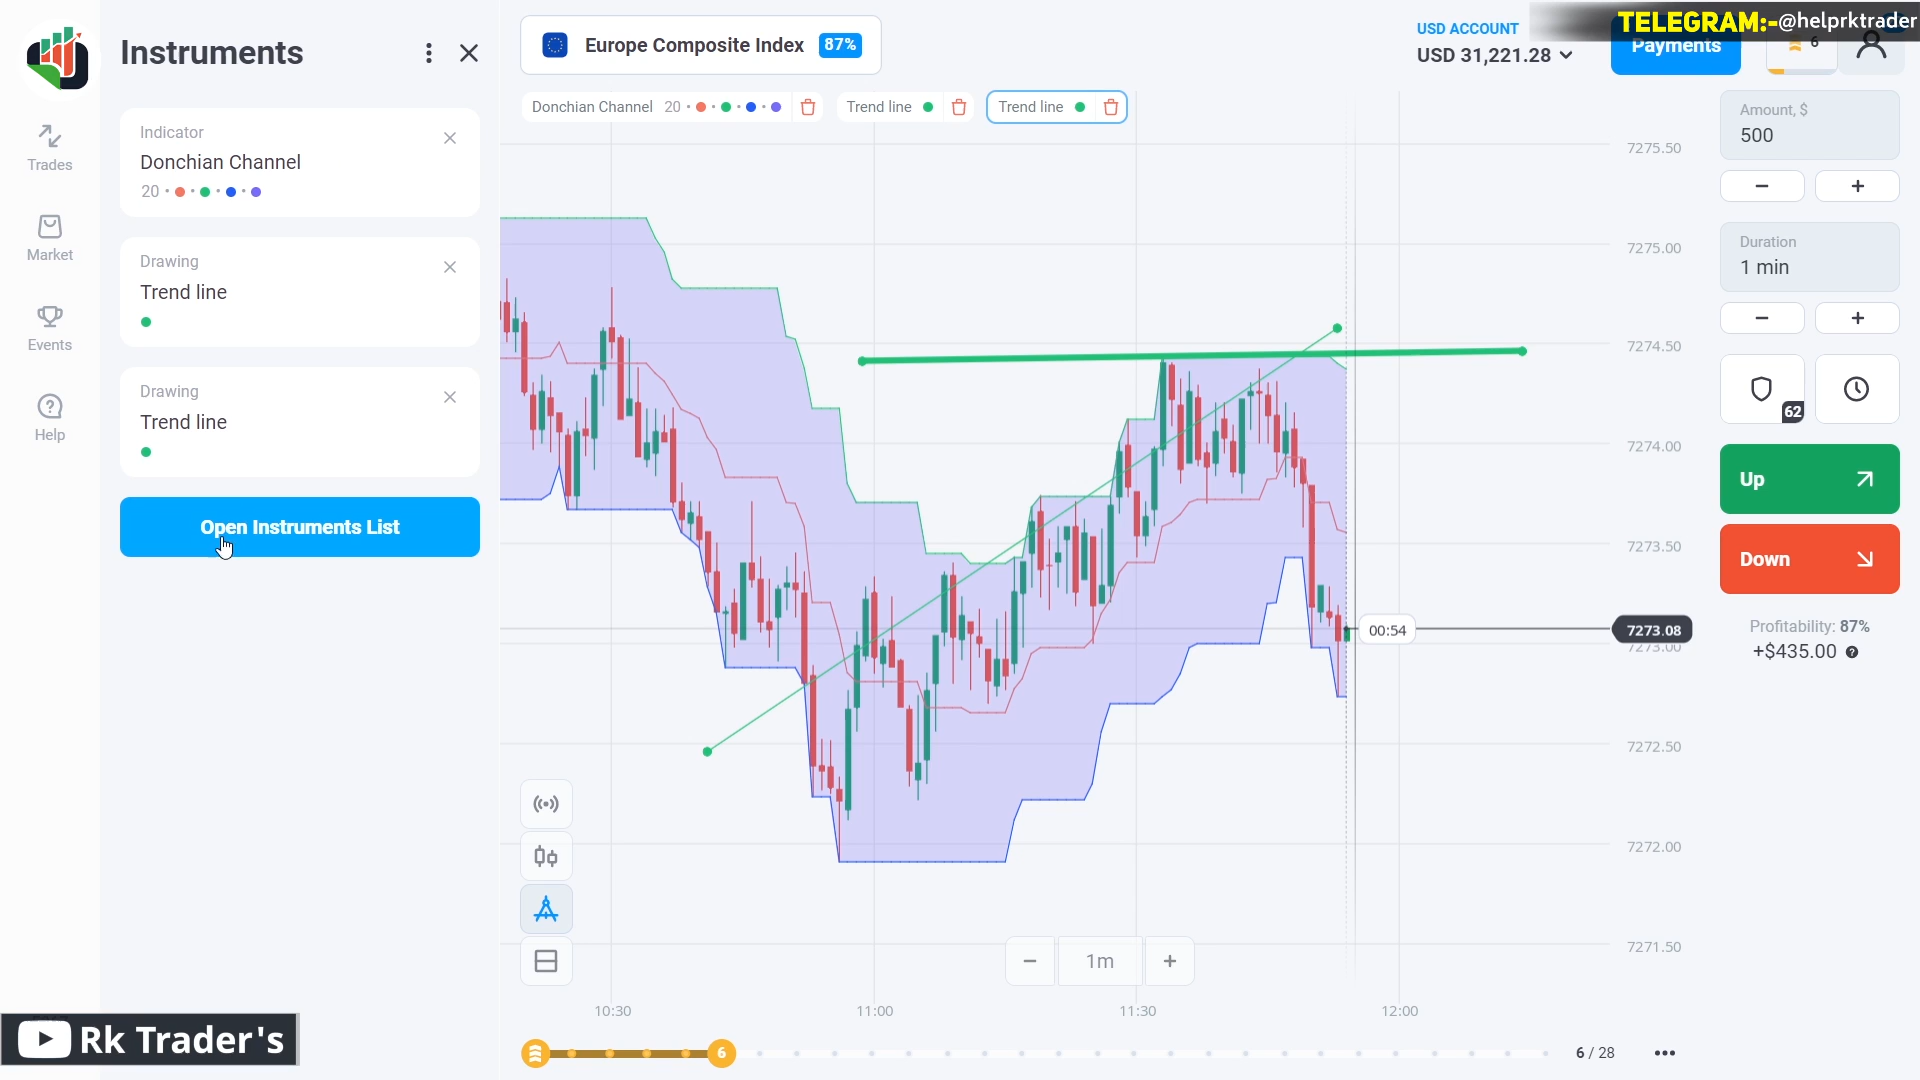 TELEGRAM:-@helprktrader
Instruments
Europe Composite Index 87%
USD ACCOUNT
USD 31,221.28
Payments
6
Donchian Channel 20
Trend line
Trend line
Trades
Market
Events
Help
Indicator
Donchian Channel
20
Drawing
Trend line
Drawing
Trend line
Open Instruments List
7275.50
7275.00
7274.50
7274.00
7273.50
7273.08
7273.00
7272.50
7272.00
7271.50
00:54
Amount, $
500
− +
Duration
1 min
− +
62
Up
Down
Profitability: 87%
+$435.00 ?
− 1m +
10:30 11:00 11:30 12:00
6
6 / 28
Rk Trader's